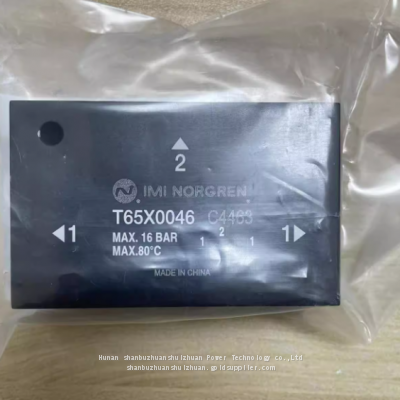 ▲
2
IMI NORGREN
T65X0046 C4463
◀1
1▶
MAX. 16 BAR
2
1 1
MAX.80°C
MADE IN CHINA
Hunan shanbuzhuanshuizhuan Power Technology co.,Ltd
shanbuzhuanshuizhuan.goldsupplier.com